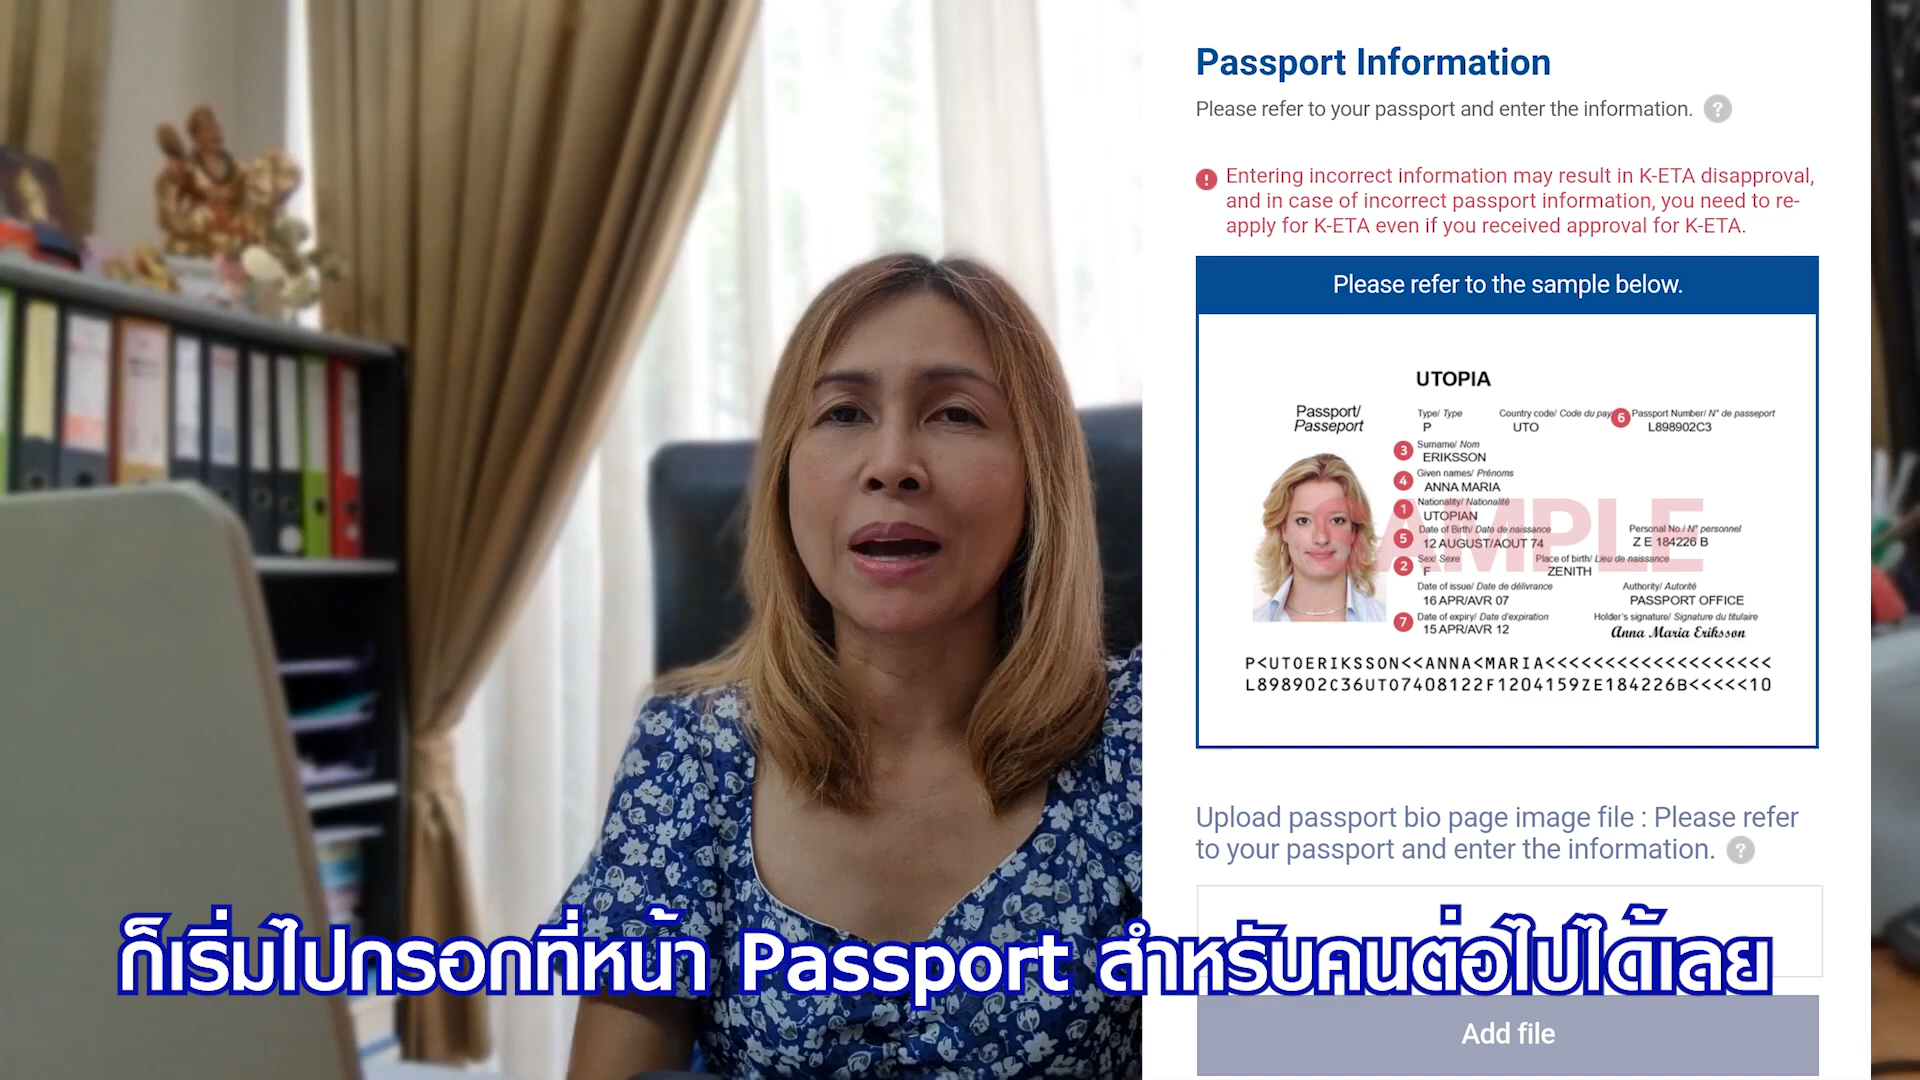 Passport Information
Please refer to your passport and enter the information. ?
! Entering incorrect information may result in K-ETA disapproval,
and in case of incorrect passport information, you need to re-
apply for K-ETA even if you received approval for K-ETA.
Please refer to the sample below.
UTOPIA
Passport/
Passeport
Type/ Type
P
Country code/ Code du pay
UTO
6 Passport Number/ N° de passeport
L898902C3
3 Surname/ Nom
ERIKSSON
4 Given names/ Prénoms
ANNA MARIA
1 Nationality/ Nationalité
UTOPIAN
5 Date of Birth/ Date de naissance
12 AUGUST/AOUT 74
Personal No./ N° personnel
Z E 184226 B
2 Sex/ Sexe
F
Place of birth/ Lieu de naissance
ZENITH
Date of issue/ Date de délivrance
16 APR/AVR 07
Authority/ Autorité
PASSPORT OFFICE
7 Date of expiry/ Date d'expiration
15 APR/AVR 12
Holder's signature/ Signature du titulaire
Anna Maria Eriksson
SAMPLE
P<UTOERIKSSON<<ANNA<MARIA<<<<<<<<<<<<<<<<<<<
L898902C36UTO7408122F1204159ZE184226B<<<<<10
Upload passport bio page image file : Please refer
to your passport and enter the information. ?
ก็เริ่มไปกรอกที่หน้า Passport สำหรับคนต่อไปได้เลย
Add file